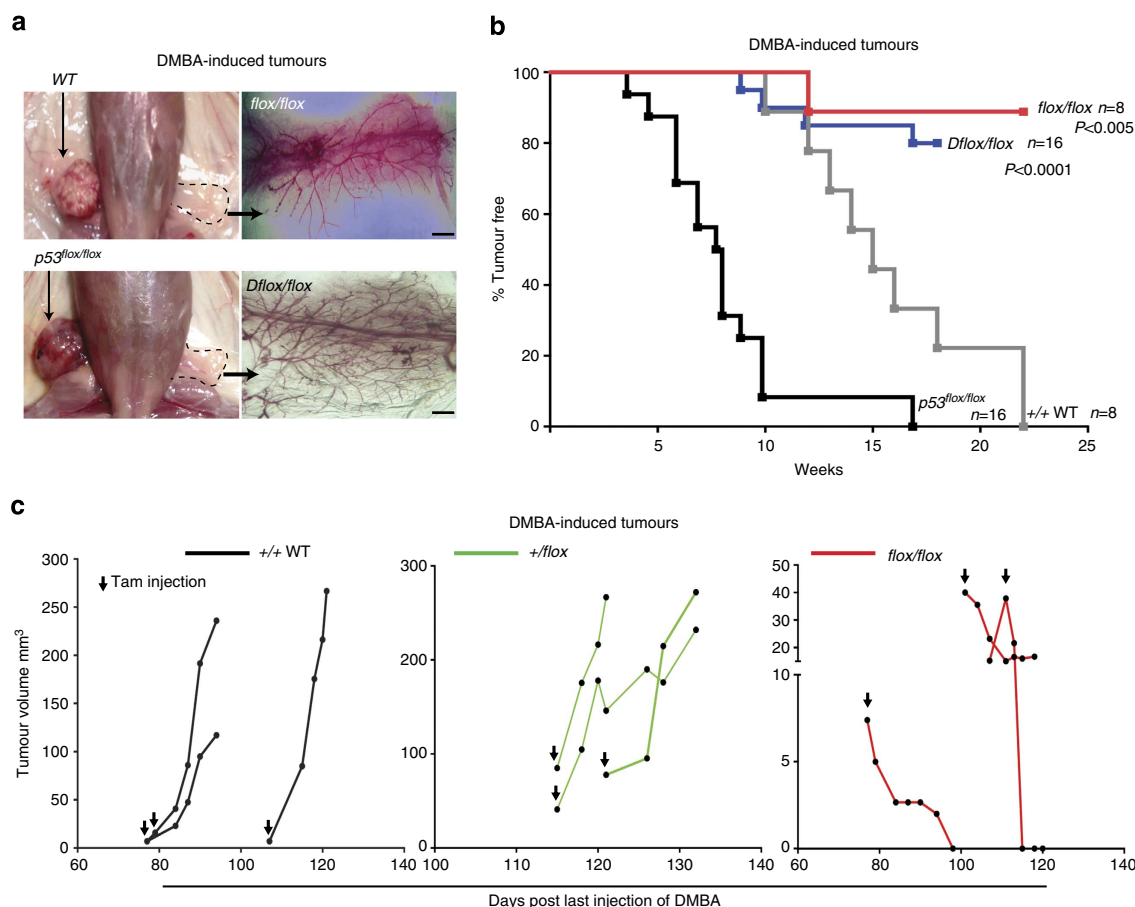 a
DMBA-induced tumours
WT
flox/flox
p53flox/flox
Dflox/flox
b
DMBA-induced tumours
100
80
60
40
20
0
% Tumour free
5
10
15
20
25
Weeks
flox/flox n=8
P<0.005
Dflox/flox n=16
P<0.0001
p53flox/flox
n=16
+/+ WT n=8
c
DMBA-induced tumours
+/+ WT
+/flox
flox/flox
Tam injection
Tumour volume mm³
300
250
200
150
100
50
0
60
80
100
120
140
300
200
100
0
100
110
120
130
140
50
40
30
20
10
5
0
60
80
100
120
140
Days post last injection of DMBA